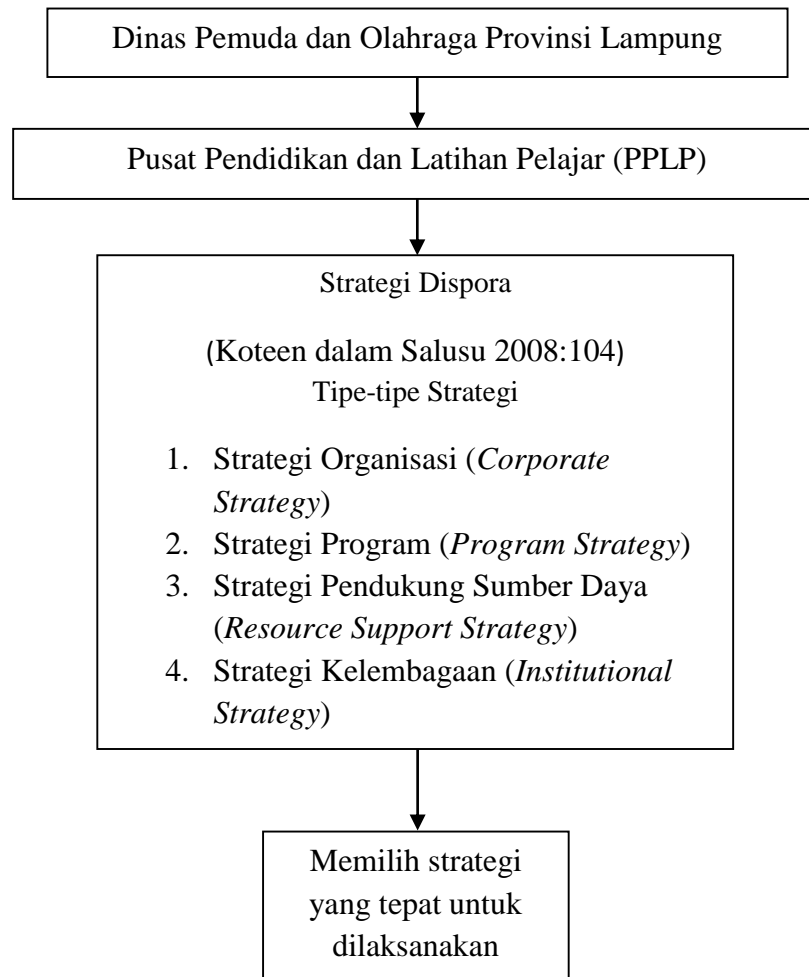 Dinas Pemuda dan Olahraga Provinsi Lampung
Pusat Pendidikan dan Latihan Pelajar (PPLP)
Strategi Dispora
(Koteen dalam Salusu 2008:104)
Tipe-tipe Strategi
1. Strategi Organisasi (Corporate
Strategy)
2. Strategi Program (Program Strategy)
3. Strategi Pendukung Sumber Daya
(Resource Support Strategy)
4. Strategi Kelembagaan (Institutional
Strategy)
Memilih strategi
yang tepat untuk
dilaksanakan